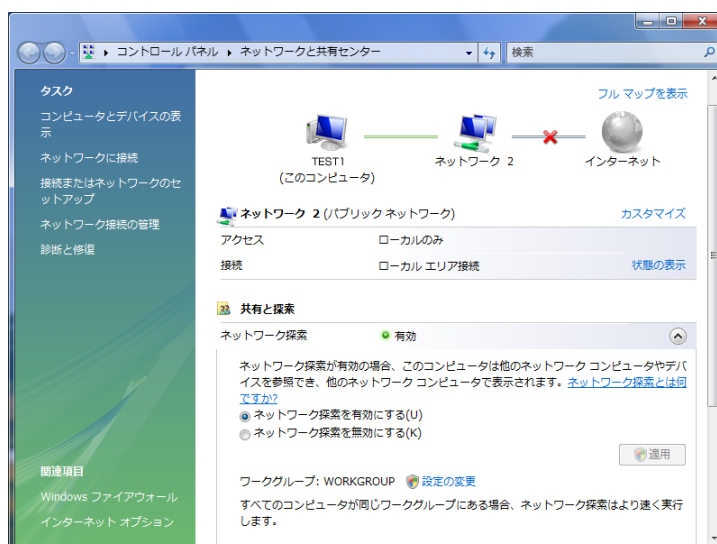 コントロール パネル ▸ ネットワークと共有センター
検索
タスク
コンピュータとデバイスの表
示
ネットワークに接続
接続またはネットワークのセ
ットアップ
ネットワーク接続の管理
診断と修復
関連項目
Windows ファイアウォール
インターネット オプション
フル マップを表示
TEST1
(このコンピュータ)
ネットワーク 2
インターネット
ネットワーク 2 (パブリック ネットワーク)
カスタマイズ
アクセス
ローカルのみ
接続
ローカル エリア接続
状態の表示
共有と探索
ネットワーク探索
有効
ネットワーク探索が有効の場合、このコンピュータは他のネットワーク コンピュータやデバ
イスを参照でき、他のネットワーク コンピュータで表示されます。ネットワーク探索とは何
ですか?
ネットワーク探索を有効にする(U)
ネットワーク探索を無効にする(K)
適用
ワークグループ: WORKGROUP
設定の変更
すべてのコンピュータが同じワークグループにある場合、ネットワーク探索はより速く実行
します。